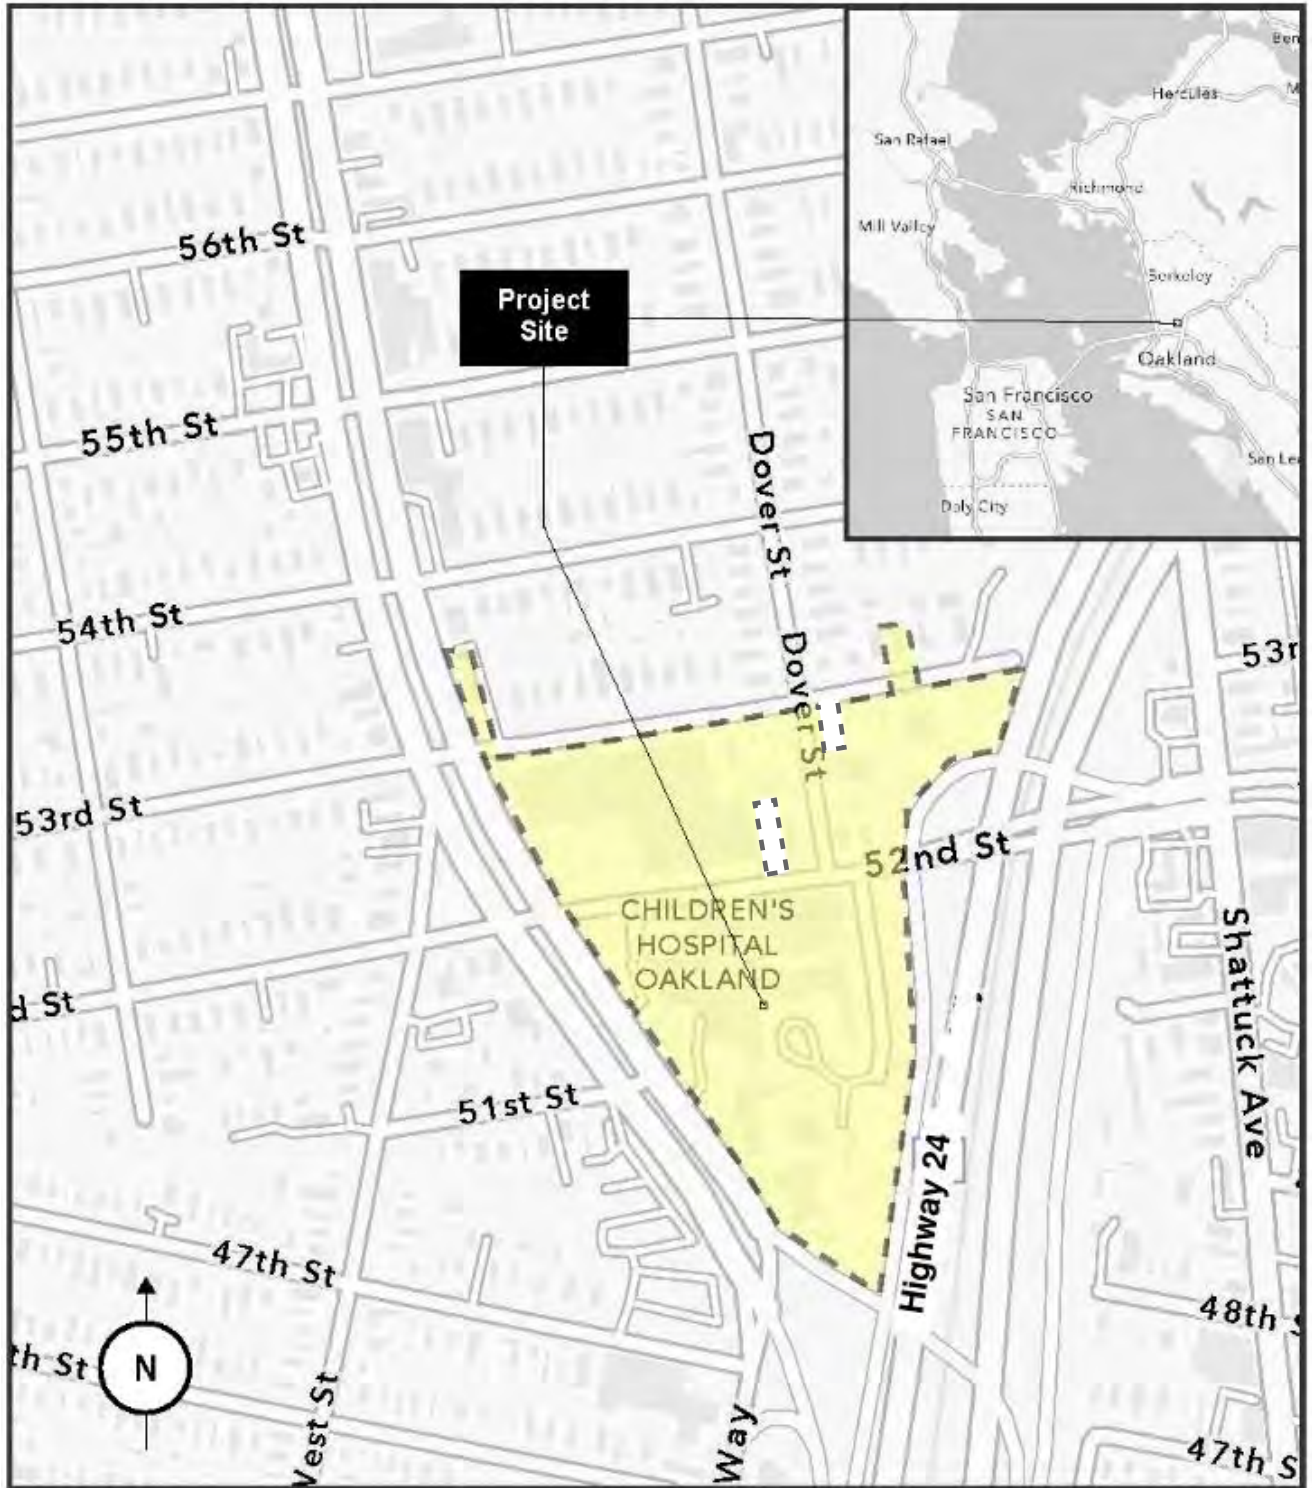 Ben
Hercules
M
San Rafael
Richmond
Mill Valley
Berkeley
Oakland
San Francisco
SAN
FRANCISCO
San Le
Daly City
56th St
Project
Site
55th St
Dover St
54th St
Dover St
53r
53rd St
52nd St
CHILDREN'S
HOSPITAL
OAKLAND
d St
Shattuck Ave
51st St
Highway 24
47th St
48th S
th St
N
West St
Way
47th S